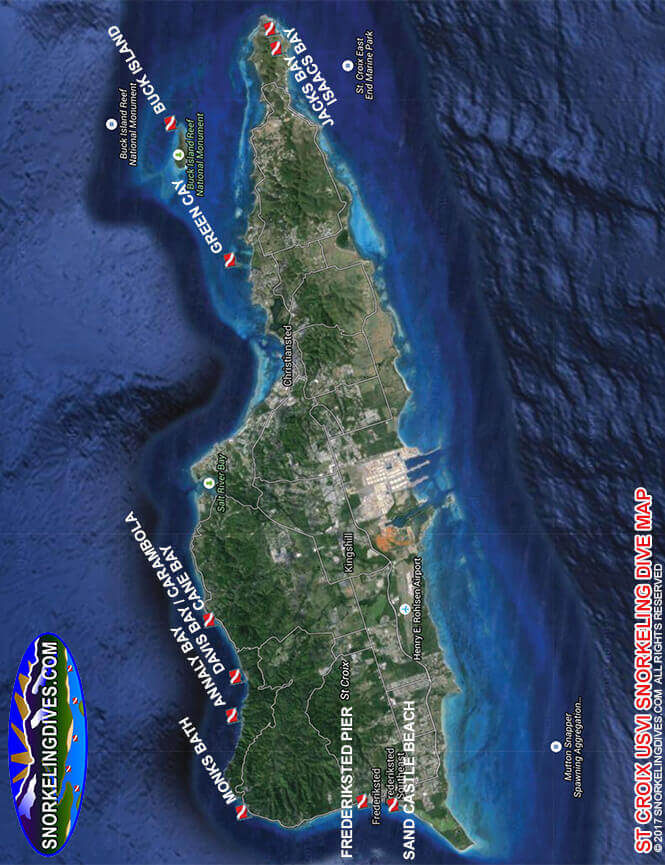 BUCK ISLAND
Buck Island Reef
National Monument
Buck Island Reef
National Monument
GREEN CAY
JACKS BAY
ISAACS BAY
St. Croix East
End Marine Park
Christiansted
Salt River Bay
ANNALY BAY / CARAMBOLA
DAVIS BAY
CANE BAY
MONKS BATH
Kingshill
Henry E. Rohlsen Airport
St Croix
FREDERIKSTED PIER
Frederiksted
Frederiksted
Southeast
SAND CASTLE BEACH
Mutton Snapper
Spawning Aggregation...
SNORKELINGDIVES.COM
ST CROIX USVI SNORKELING DIVE MAP
© 2017 SNORKELINGDIVES.COM ALL RIGHTS RESERVED